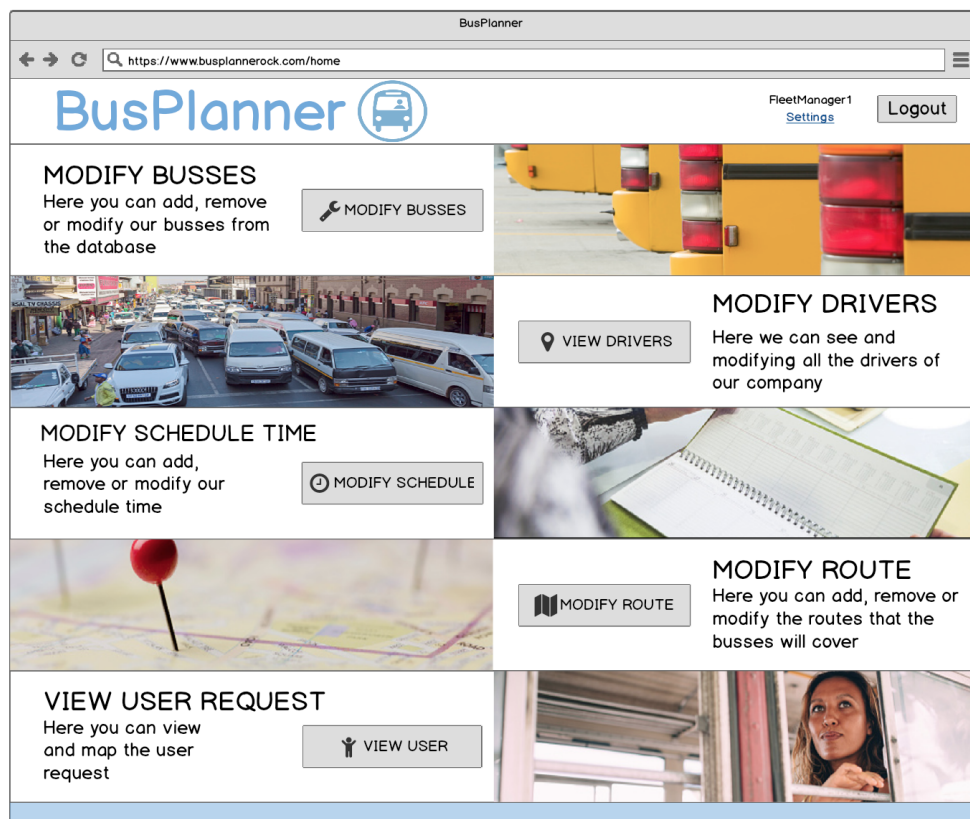 BusPlanner
https://www.busplannerock.com/home
BusPlanner
FleetManager1
Settings
Logout
MODIFY BUSSES
Here you can add, remove
or modify our busses from
the database
MODIFY BUSSES
VIEW DRIVERS
MODIFY DRIVERS
Here we can see and
modifying all the drivers of
our company
MODIFY SCHEDULE TIME
Here you can add,
remove or modify our
schedule time
MODIFY SCHEDULE
MODIFY ROUTE
MODIFY ROUTE
Here you can add, remove or
modify the routes that the
busses will cover
VIEW USER REQUEST
Here you can view
and map the user
request
VIEW USER